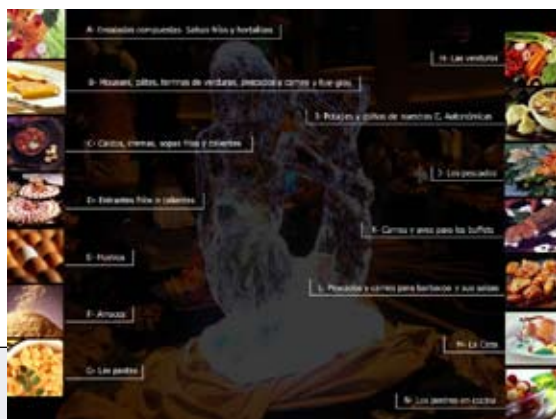 A- Ensaladas compuestas. Salsas frías y hortalizas
B- Mousses, pâtés, terrinas de verduras, pescados y carnes y foie-gras
C- Caldos, cremas, sopas frías y calientes
D- Entrantes fríos y calientes
E- Huevos
F- Arroces
G- Las pastas
H- Las verduras
I- Potajes y guisos de nuestras C. Autonómicas
J- Los pescados
K- Carnes y aves para los buffets
L- Pescados y carnes para barbacoa y sus salsas
M- La Caza
N- Los postres en cocina